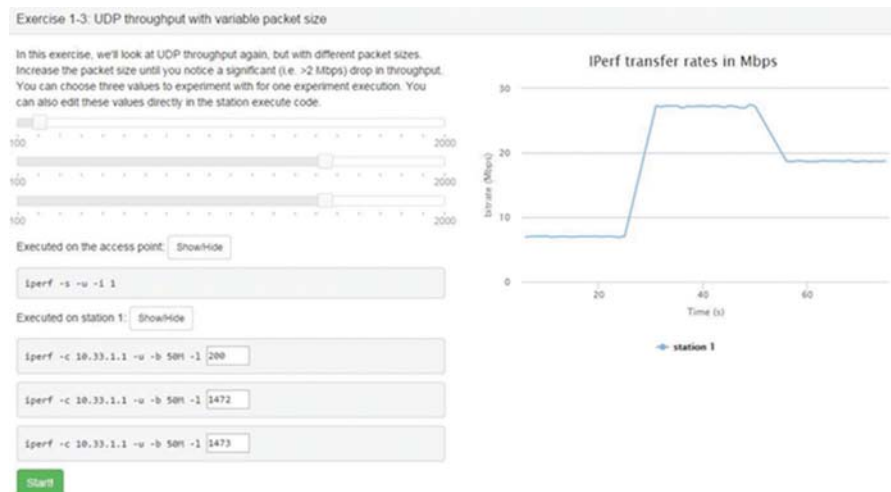 Exercise 1-3: UDP throughput with variable packet size
In this exercise, we'll look at UDP throughput again, but with different packet sizes.
Increase the packet size until you notice a significant (i.e. >2 Mbps) drop in throughput.
You can choose three values to experiment with for one experiment execution. You
can also edit these values directly in the station execute code.
100 2000
100 2000
100 2000
Executed on the access point: Show/Hide
iperf -s -u -i 1
Executed on station 1: Show/Hide
iperf -c 10.33.1.1 -u -b 50M -l 200
iperf -c 10.33.1.1 -u -b 50M -l 1472
iperf -c 10.33.1.1 -u -b 50M -l 1473
Start!
IPerf transfer rates in Mbps
bitrate (Mbps)
30
20
10
0
20 40 60
Time (s)
station 1